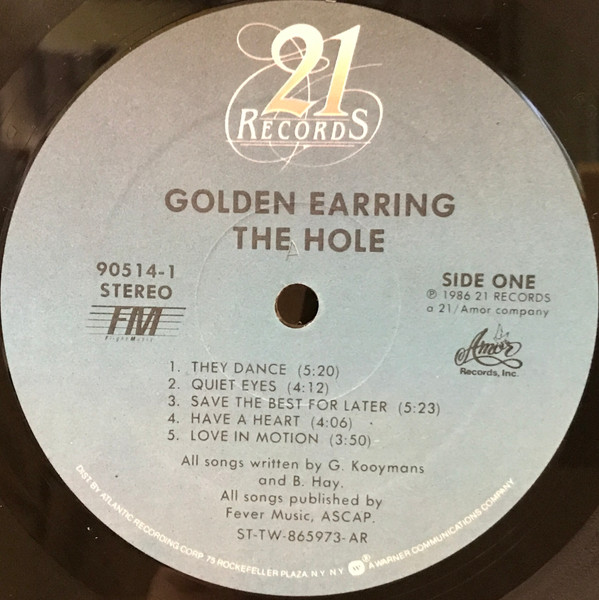 21
RECORDS
GOLDEN EARRING
THE HOLE
90514-1
STEREO
FM
FlightMusic
SIDE ONE
℗ 1986 21 RECORDS
a 21/Amor company
Amor
Records, Inc.
1. THEY DANCE (5:20)
2. QUIET EYES (4:12)
3. SAVE THE BEST FOR LATER (5:23)
4. HAVE A HEART (4:06)
5. LOVE IN MOTION (3:50)
All songs written by G. Kooymans
and B. Hay.
All songs published by
Fever Music, ASCAP.
ST-TW-865973-AR
DIST. BY ATLANTIC RECORDING CORP. 75 ROCKEFELLER PLAZA, N.Y. N.Y. W ® A WARNER COMMUNICATIONS COMPANY.